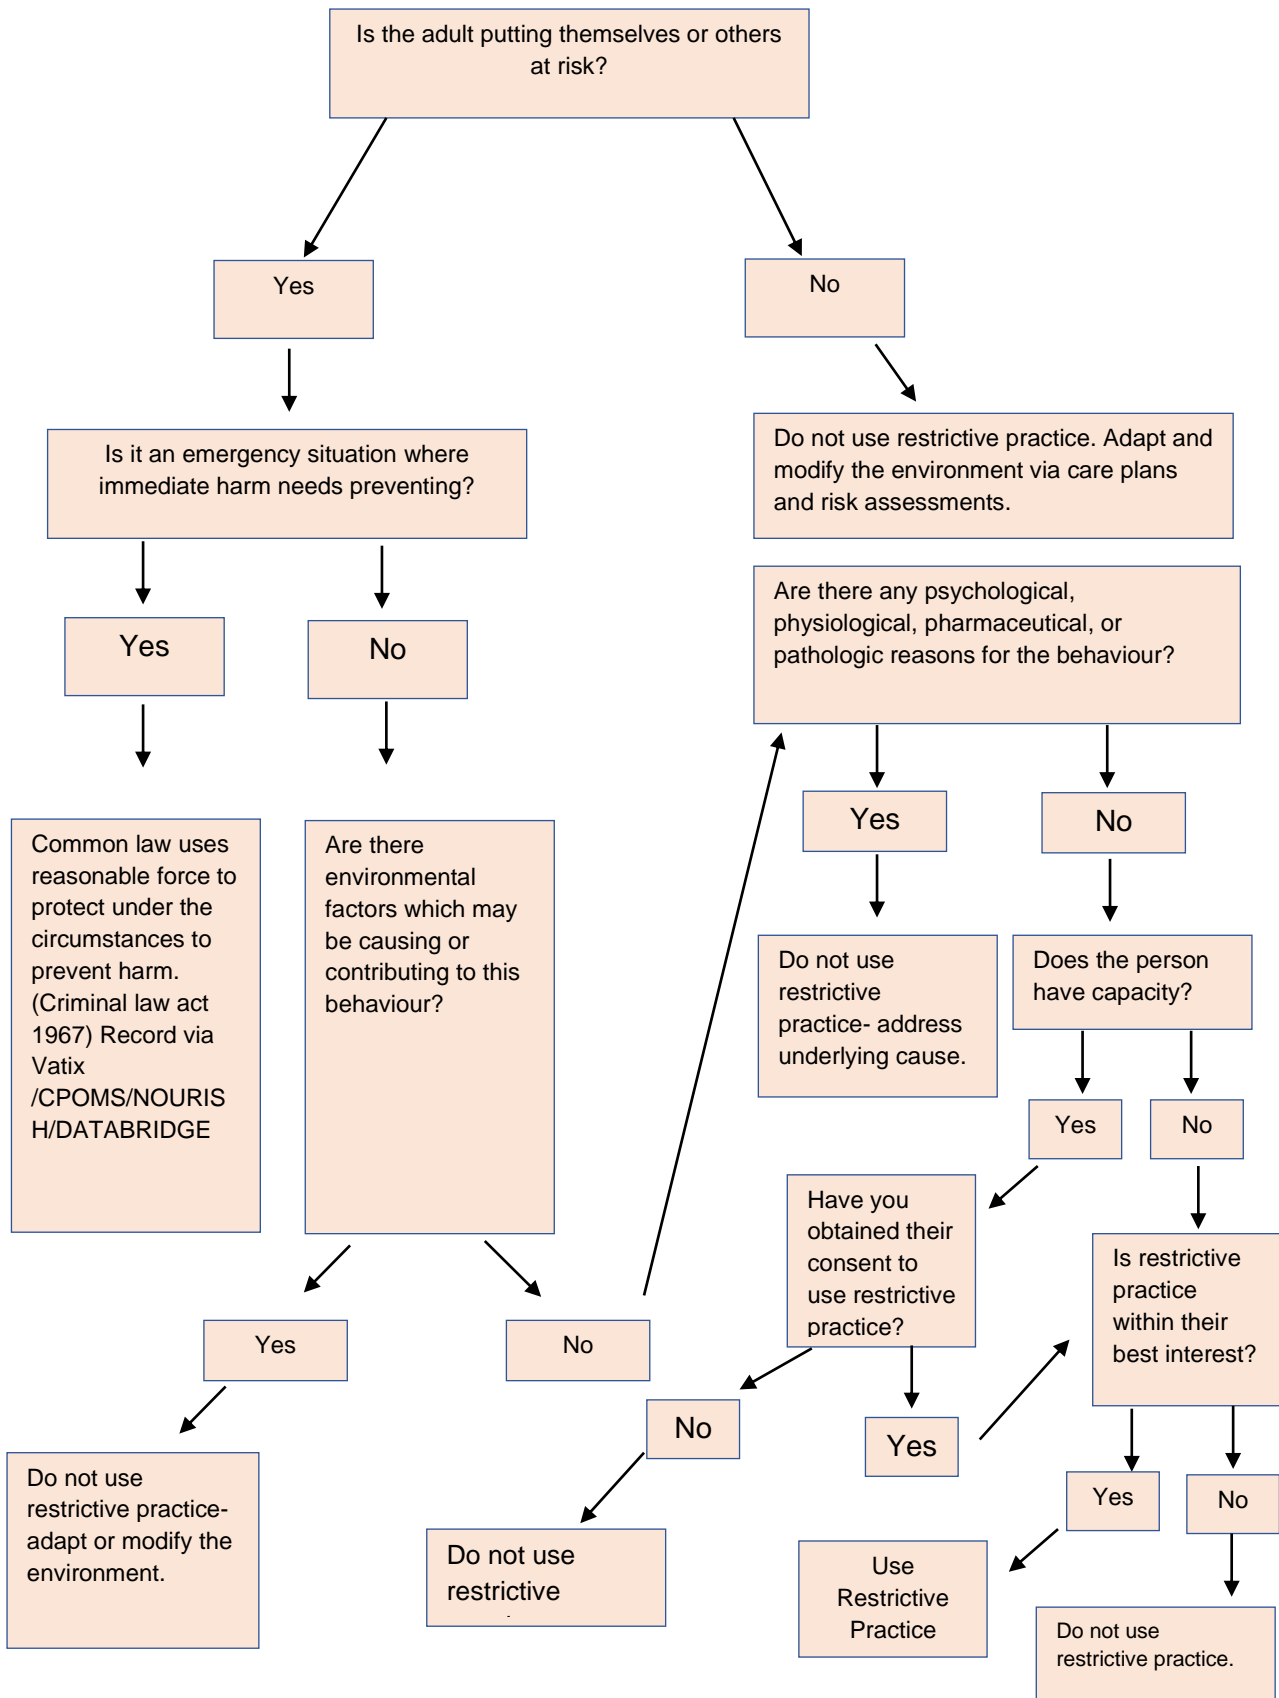 Is the adult putting themselves or others
at risk?
Yes
No
Is it an emergency situation where
immediate harm needs preventing?
Do not use restrictive practice. Adapt and
modify the environment via care plans
and risk assessments.
Yes
No
Are there any psychological,
physiological, pharmaceutical, or
pathologic reasons for the behaviour?
Common law uses
reasonable force to
protect under the
circumstances to
prevent harm.
(Criminal law act
1967) Record via
Vatix
/CPOMS/NOURIS
H/DATABRIDGE
Are there
environmental
factors which may
be causing or
contributing to this
behaviour?
Yes
No
Do not use
restrictive
practice- address
underlying cause.
Does the person
have capacity?
Yes
No
Have you
obtained their
consent to
use restrictive
practice?
Is restrictive
practice
within their
best interest?
Yes
No
No
Yes
Yes
No
Do not use
restrictive practice-
adapt or modify the
environment.
Do not use
restrictive
Use
Restrictive
Practice
Do not use
restrictive practice.